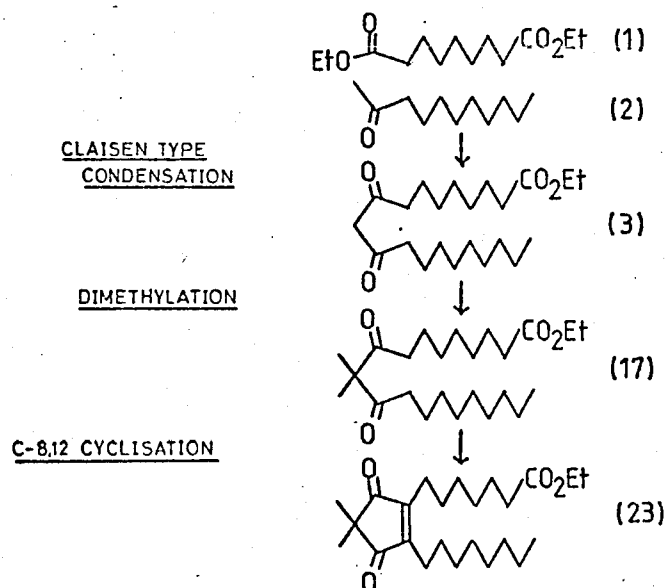 O
EtO
CO2Et (1)
(2)
O
CLAISEN TYPE
CONDENSATION
O
CO2Et
(3)
O
DIMETHYLATION
O
CO2Et
(17)
O
C-8,12 CYCLISATION
O
CO2Et
(23)
O